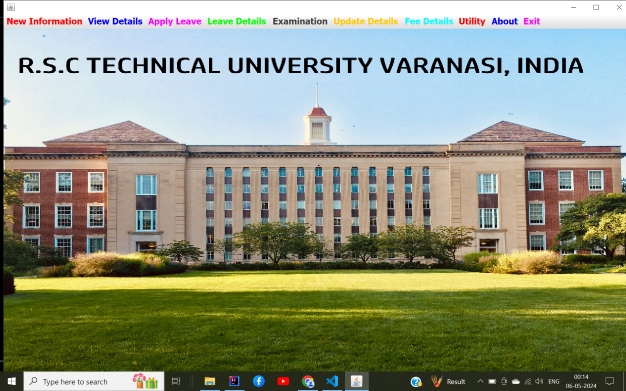 New Information View Details Apply Leave Leave Details Examination Update Details Fee Details Utility About Exit
R.S.C TECHNICAL UNIVERSITY VARANASI, INDIA
Type here to search
Result
ENG
00:14
06-05-2024